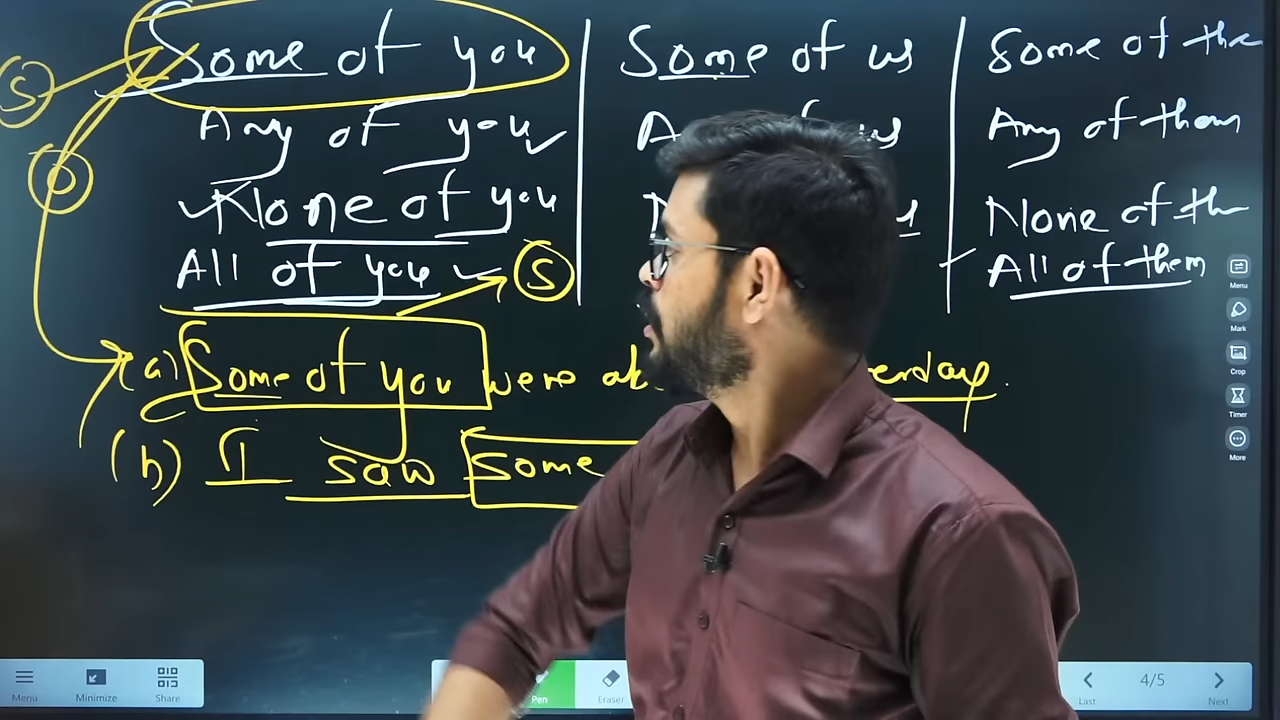 Some of you
Some of us
Some of the
Any of you
Any of them
None of you
None of the
All of you
All of them
S
O
S
(a) Some of you were
(b) I saw some
Menu
Mark
Crop
Timer
More
Menu
Minimize
Share
Pen
Eraser
Last
4/5
Next